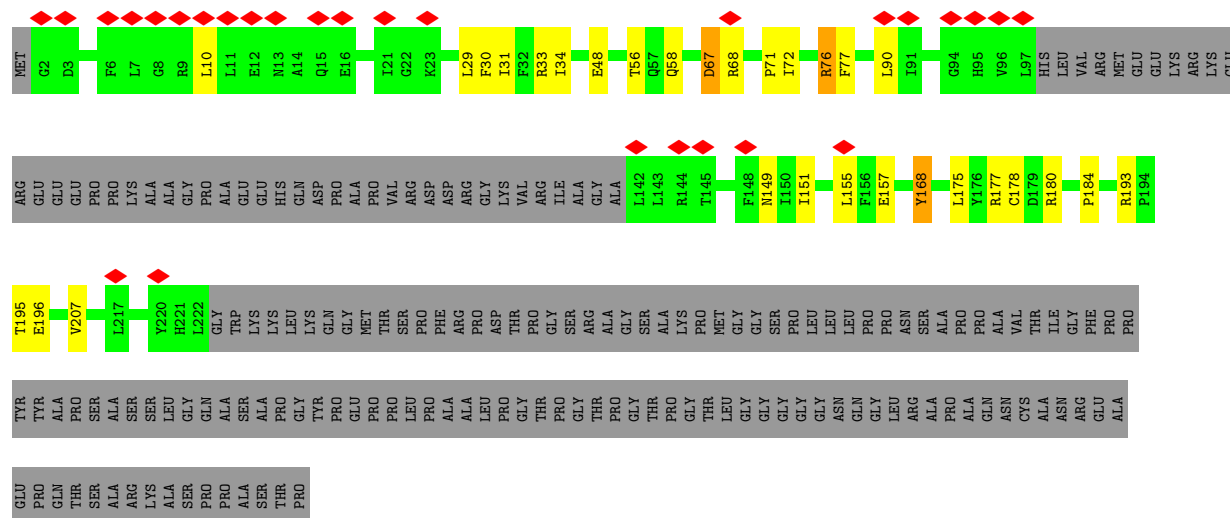 MET G2 D3 F6 L7 G8 R9 L10 L11 E12 N13 A14 Q15 E16 I21 G22 K23 L29 F30 I31 F32 R33 I34 E48 T56 Q57 Q58 D67 R68 P71 I72 R76 F77 L90 I91 G94 H95 V96 L97 HIS LEU VAL ARG MET GLU GLU LYS ARG LYS GLU
ARG GLU GLU GLU PRO PRO LYS ALA ALA GLY PRO ALA GLU GLU HIS GLN ASP PRO ALA PRO VAL ARG ASP ASP ARG GLY LYS VAL ARG ILE ALA GLY ALA L142 L143 R144 T145 F148 N149 I150 I151 L155 F156 E157 Y168 L175 Y176 R177 C178 D179 R180 P184 R193 P194
T195 E196 V207 L217 Y220 H221 L222 GLY TRP LYS LYS LEU LYS GLN GLY MET THR SER PRO PHE ARG PRO ASP THR PRO GLY SER ARG ALA GLY SER ALA LYS PRO MET GLY GLY SER PRO LEU LEU LEU PRO PRO ASN SER ALA PRO PRO ALA VAL THR ILE GLY PHE PRO PRO
TYR TYR ALA PRO SER ALA SER SER LEU GLY GLN ALA SER ALA PRO GLY TYR PRO GLU PRO PRO LEU PRO ALA ALA LEU PRO GLY THR PRO GLY THR PRO GLY THR PRO GLY THR LEU GLY GLY GLY GLY GLY ASN GLN GLY LEU ARG ALA PRO ALA GLN ASN CYS ALA ASN ARG GLU ALA
GLU PRO GLN THR SER ALA ARG LYS ALA SER PRO PRO ALA SER THR PRO